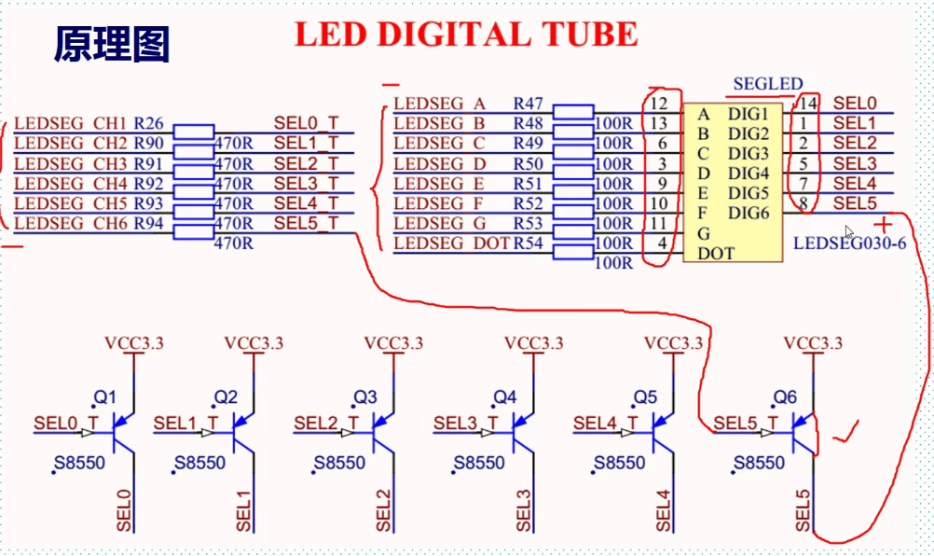 原理图
LED DIGITAL TUBE
LEDSEG CH1 R26 470R SEL0_T
LEDSEG CH2 R90 470R SEL1_T
LEDSEG CH3 R91 470R SEL2_T
LEDSEG CH4 R92 470R SEL3_T
LEDSEG CH5 R93 470R SEL4_T
LEDSEG CH6 R94 470R SEL5_T
SEGLED
LEDSEG A R47 100R 12 A DIG1 14 SEL0
LEDSEG B R48 100R 13 B DIG2 1 SEL1
LEDSEG C R49 100R 6 C DIG3 2 SEL2
LEDSEG D R50 100R 3 D DIG4 5 SEL3
LEDSEG E R51 100R 9 E DIG5 7 SEL4
LEDSEG F R52 100R 10 F DIG6 8 SEL5
LEDSEG G R53 100R 11 G
LEDSEG DOT R54 100R 4 DOT
LEDSEG030-6
VCC3.3 VCC3.3 VCC3.3 VCC3.3 VCC3.3 VCC3.3
Q1 Q2 Q3 Q4 Q5 Q6
SEL0_T SEL1_T SEL2_T SEL3_T SEL4_T SEL5_T
S8550 S8550 S8550 S8550 S8550 S8550
SEL0 SEL1 SEL2 SEL3 SEL4 SEL5